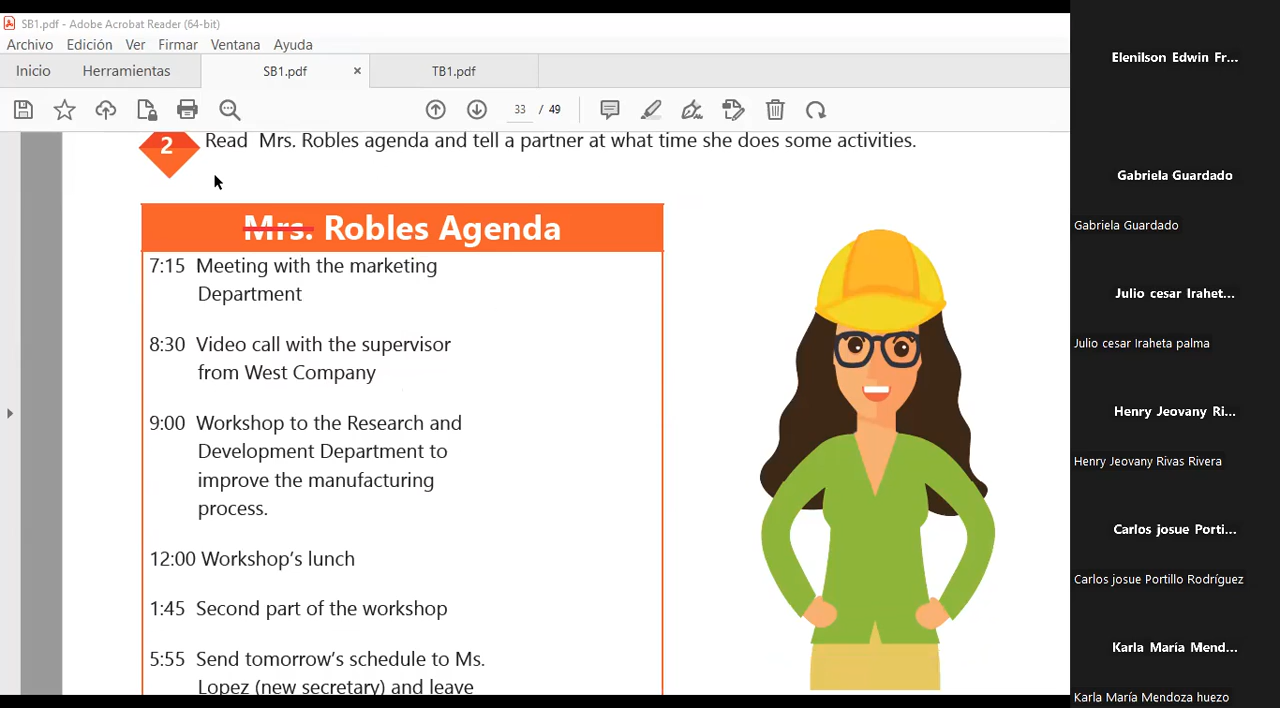 SB1.pdf - Adobe Acrobat Reader (64-bit)
Archivo Edición Ver Firmar Ventana Ayuda
Inicio Herramientas SB1.pdf × TB1.pdf
33 / 49
2 Read Mrs. Robles agenda and tell a partner at what time she does some activities.
Mrs. Robles Agenda
7:15 Meeting with the marketing
Department
8:30 Video call with the supervisor
from West Company
9:00 Workshop to the Research and
Development Department to
improve the manufacturing
process.
12:00 Workshop's lunch
1:45 Second part of the workshop
5:55 Send tomorrow's schedule to Ms.
Lopez (new secretary) and leave
Elenilson Edwin Fr...
Gabriela Guardado
Gabriela Guardado
Julio cesar Irahet...
Julio cesar Iraheta palma
Henry Jeovany Ri...
Henry Jeovany Rivas Rivera
Carlos josue Porti...
Carlos josue Portillo Rodríguez
Karla María Mend...
Karla María Mendoza huezo